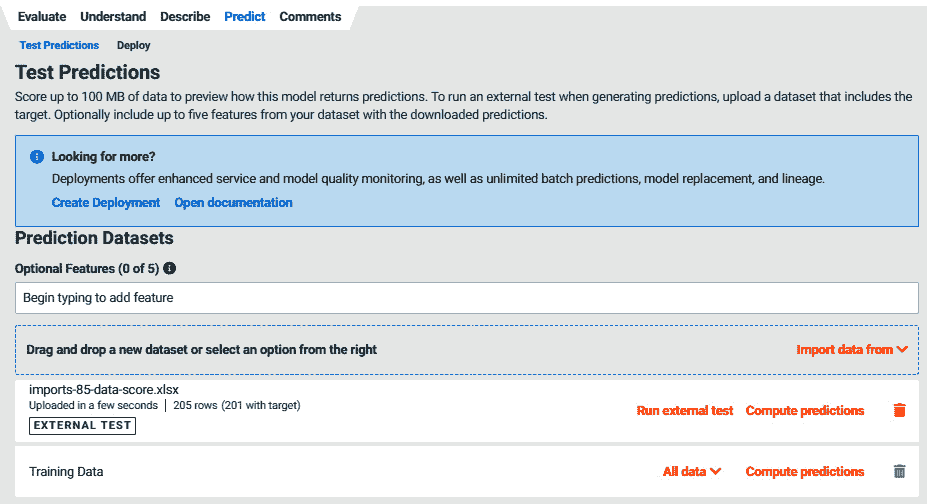 Evaluate Understand Describe Predict Comments
Test Predictions Deploy
Test Predictions
Score up to 100 MB of data to preview how this model returns predictions. To run an external test when generating predictions, upload a dataset that includes the
target. Optionally include up to five features from your dataset with the downloaded predictions.
Looking for more?
Deployments offer enhanced service and model quality monitoring, as well as unlimited batch predictions, model replacement, and lineage.
Create Deployment Open documentation
Prediction Datasets
Optional Features (0 of 5)
Begin typing to add feature
Drag and drop a new dataset or select an option from the right Import data from
imports-85-data-score.xlsx
Uploaded in a few seconds | 205 rows (201 with target)
Run external test Compute predictions
EXTERNAL TEST
Training Data All data Compute predictions